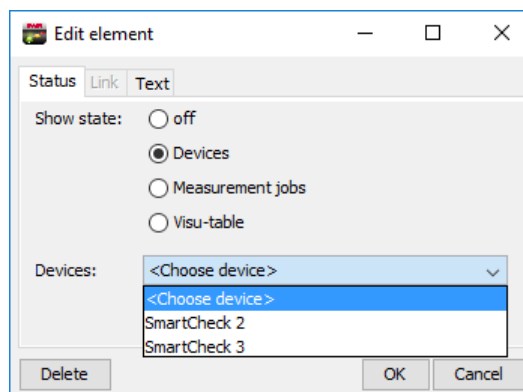 Edit element
Status Link Text
Show state: off
Devices
Measurement jobs
Visu-table
Devices: <Choose device>
<Choose device>
SmartCheck 2
SmartCheck 3
Delete OK Cancel